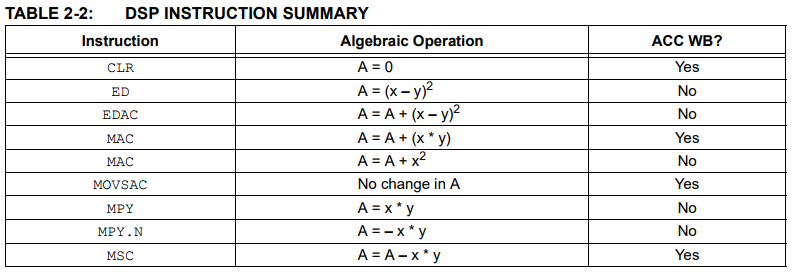 TABLE 2-2: DSP INSTRUCTION SUMMARY
Instruction Algebraic Operation ACC WB?
CLR A = 0 Yes
ED A = (x – y)² No
EDAC A = A + (x – y)² No
MAC A = A + (x * y) Yes
MAC A = A + x² No
MOVSAC No change in A Yes
MPY A = x * y No
MPY.N A = – x * y No
MSC A = A – x * y Yes